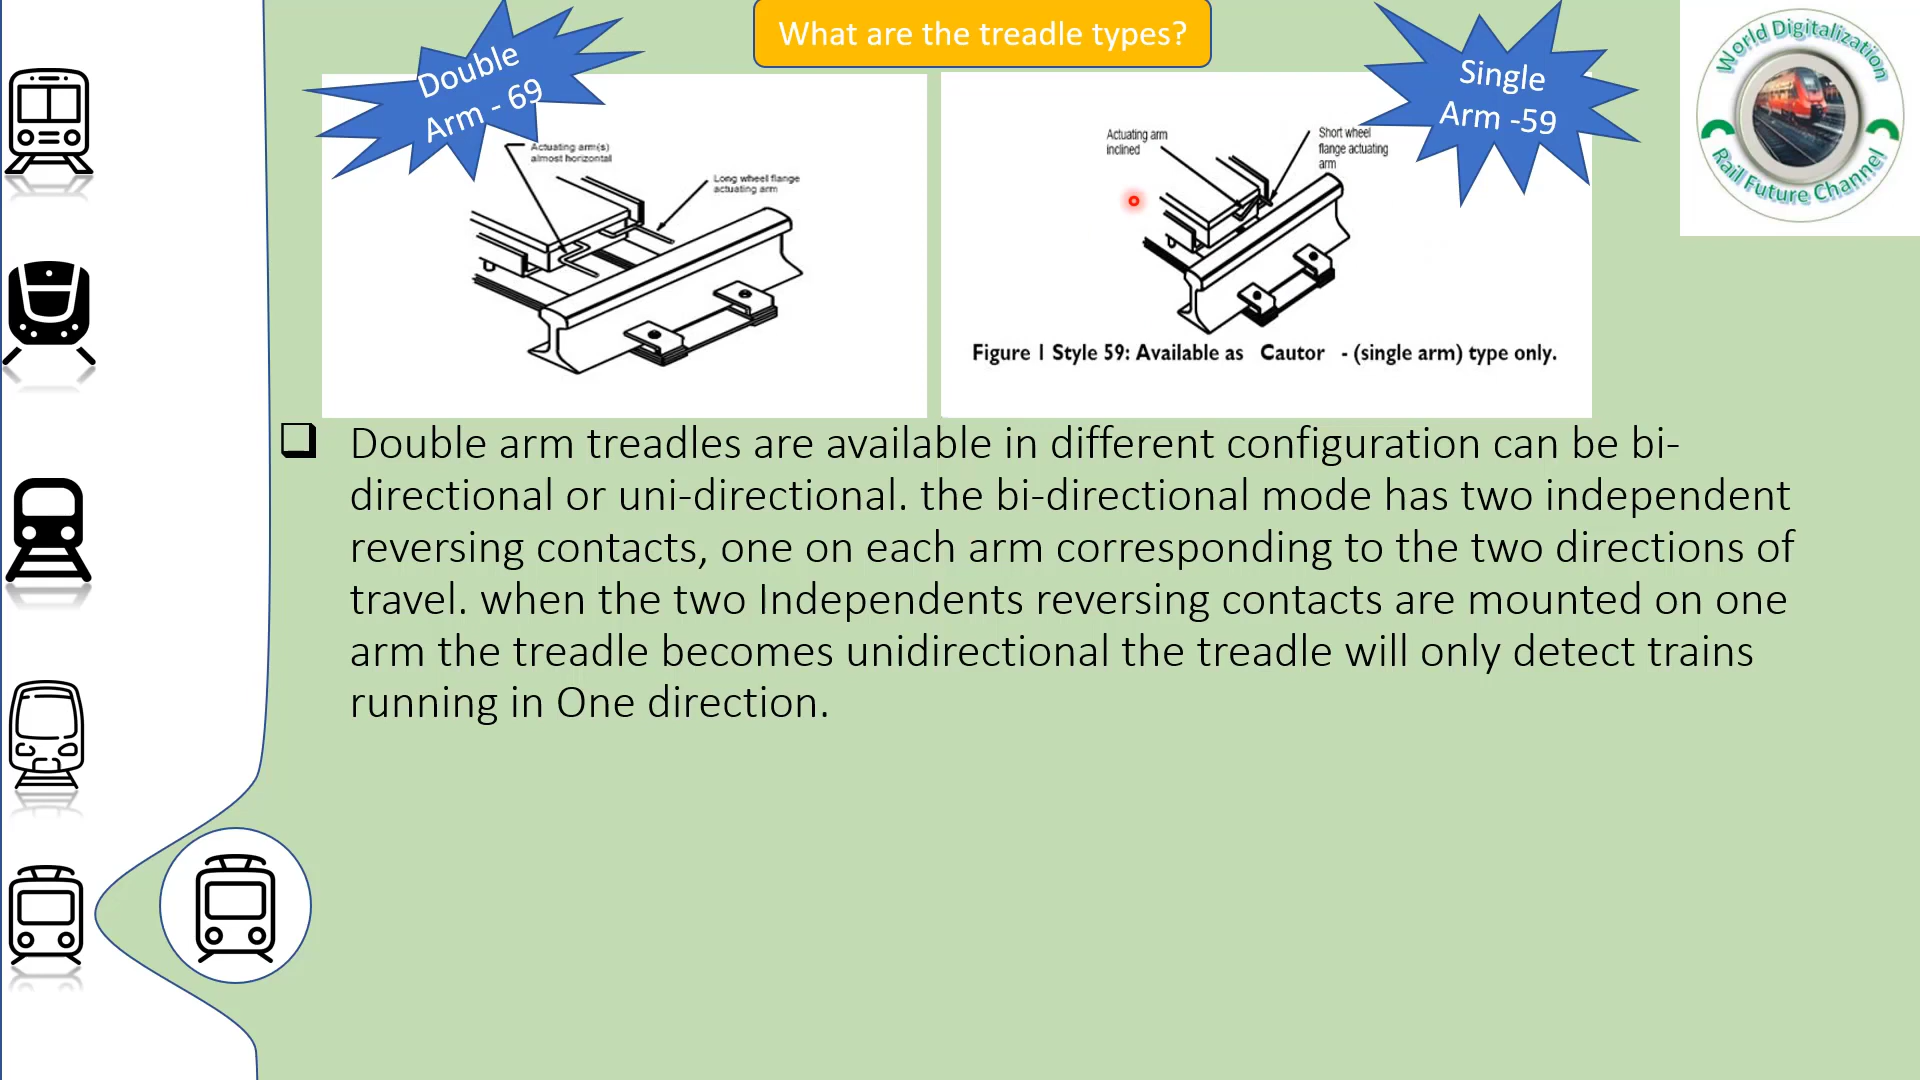 What are the treadle types?
Double
Arm - 69
Actuating arm(s)
almost horizontal
Long wheel flange
actuating arm
Single
Arm -59
Actuating arm
inclined
Short wheel
flange actuating
arm
Figure 1 Style 59: Available as Cautor - (single arm) type only.
World Digitalization
Rail Future Channel
❑ Double arm treadles are available in different configuration can be bi-
directional or uni-directional. the bi-directional mode has two independent
reversing contacts, one on each arm corresponding to the two directions of
travel. when the two Independents reversing contacts are mounted on one
arm the treadle becomes unidirectional the treadle will only detect trains
running in One direction.